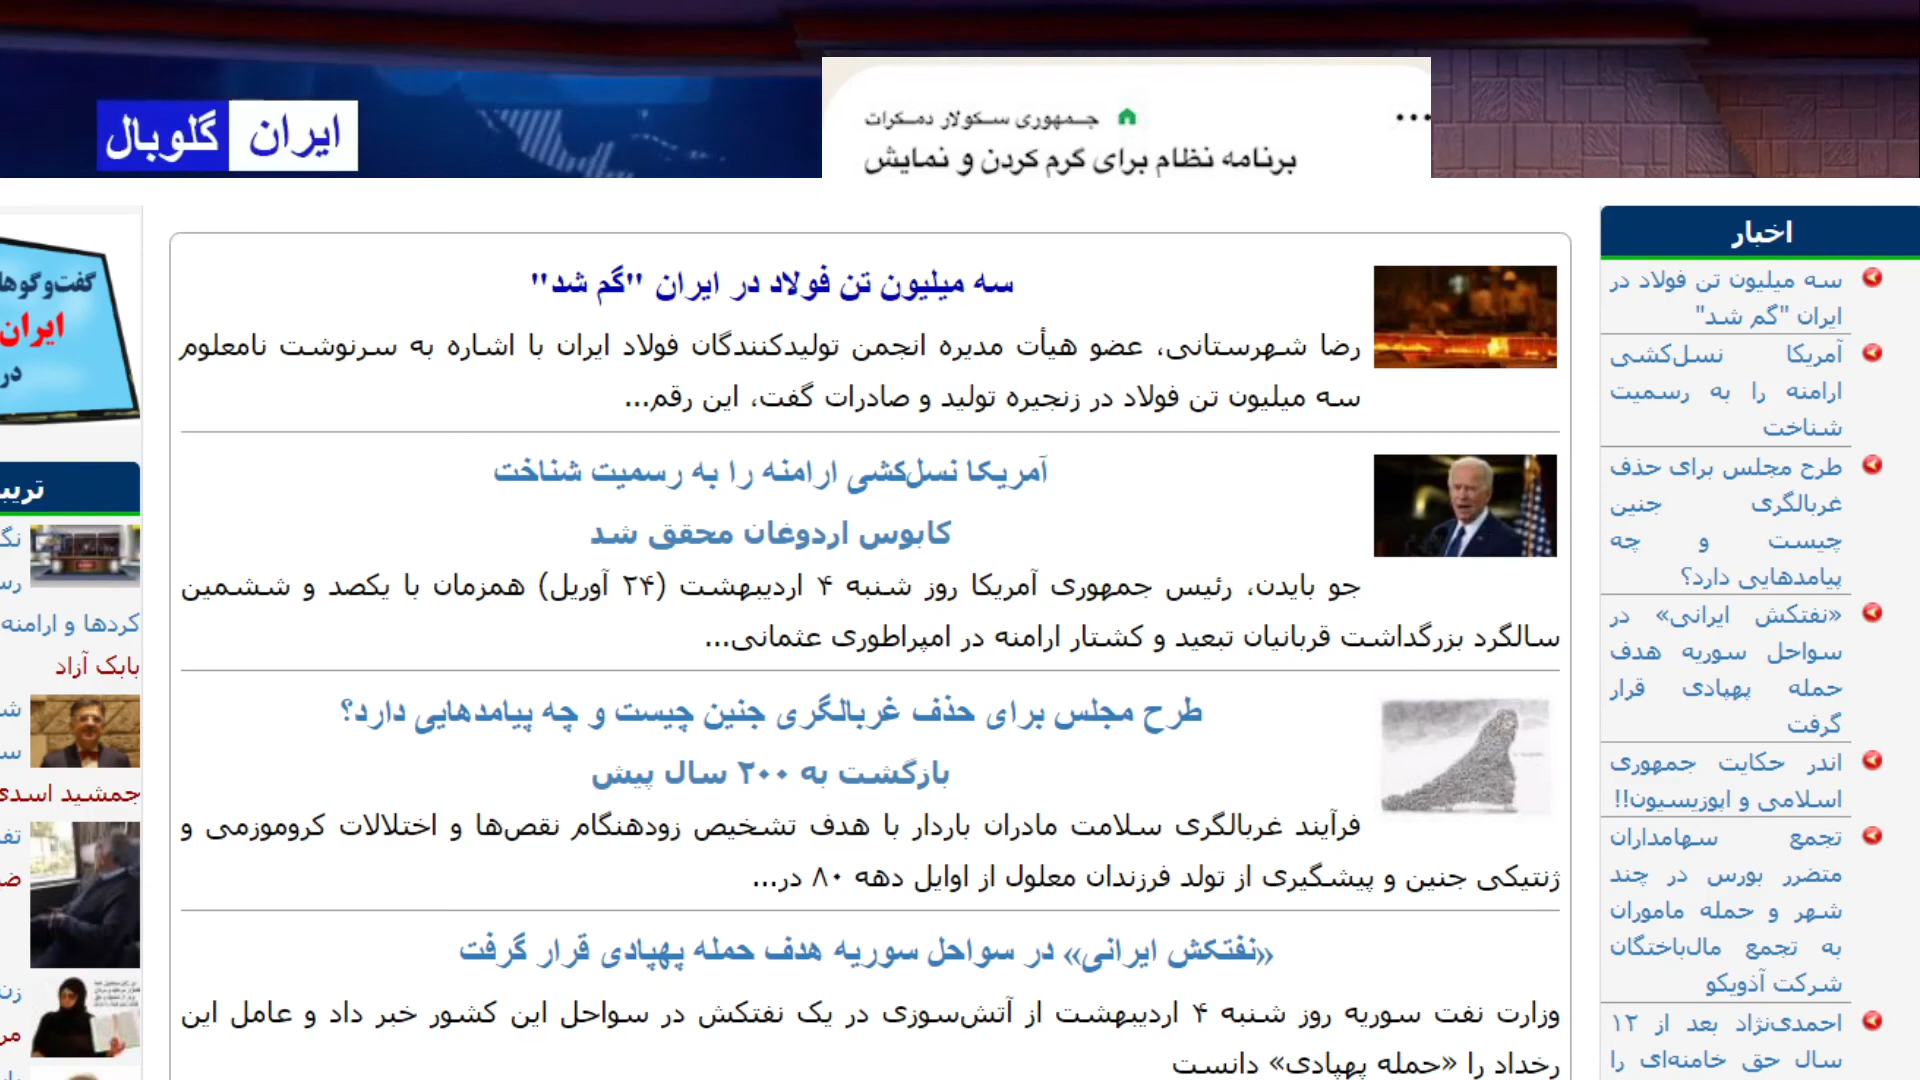 ایران گلوبال
جمهوری سکولار دمکرات
برنامه نظام برای گرم کردن و نمایش
اخبار
سه میلیون تن فولاد در
ایران "گم شد"
آمریکا نسل‌کشی
ارامنه را به رسمیت
شناخت
طرح مجلس برای حذف
غربالگری جنین
چیست و چه
پیامدهایی دارد؟
«نفتکش ایرانی» در
سواحل سوریه هدف
حمله پهپادی قرار
گرفت
اندر حکایت جمهوری
اسلامی و اپوزیسیون!!
تجمع سهامداران
متضرر بورس در چند
شهر و حمله ماموران
به تجمع مال‌باختگان
شرکت آذویکو
احمدی‌نژاد بعد از ۱۲
سال حق خامنه‌ای را
سه میلیون تن فولاد در ایران "گم شد"
رضا شهرستانی، عضو هیأت مدیره انجمن تولیدکنندگان فولاد ایران با اشاره به سرنوشت نامعلوم
سه میلیون تن فولاد در زنجیره تولید و صادرات گفت، این رقم...
آمریکا نسل‌کشی ارامنه را به رسمیت شناخت
کابوس اردوغان محقق شد
جو بایدن، رئیس جمهوری آمریکا روز شنبه ۴ اردیبهشت (۲۴ آوریل) همزمان با یکصد و ششمین
سالگرد بزرگداشت قربانیان تبعید و کشتار ارامنه در امپراطوری عثمانی...
طرح مجلس برای حذف غربالگری جنین چیست و چه پیامدهایی دارد؟
بازگشت به ۲۰۰ سال پیش
فرآیند غربالگری سلامت مادران باردار با هدف تشخیص زودهنگام نقص‌ها و اختلالات کروموزمی و
ژنتیکی جنین و پیشگیری از تولد فرزندان معلول از اوایل دهه ۸۰ در...
«نفتکش ایرانی» در سواحل سوریه هدف حمله پهپادی قرار گرفت
وزارت نفت سوریه روز شنبه ۴ اردیبهشت از آتش‌سوزی در یک نفتکش در سواحل این کشور خبر داد و عامل این
رخداد را «حمله پهپادی» دانست
گفت‌وگوها
ایران
در
کردها و ارامنه
بابک آزاد
جمشید اسدی